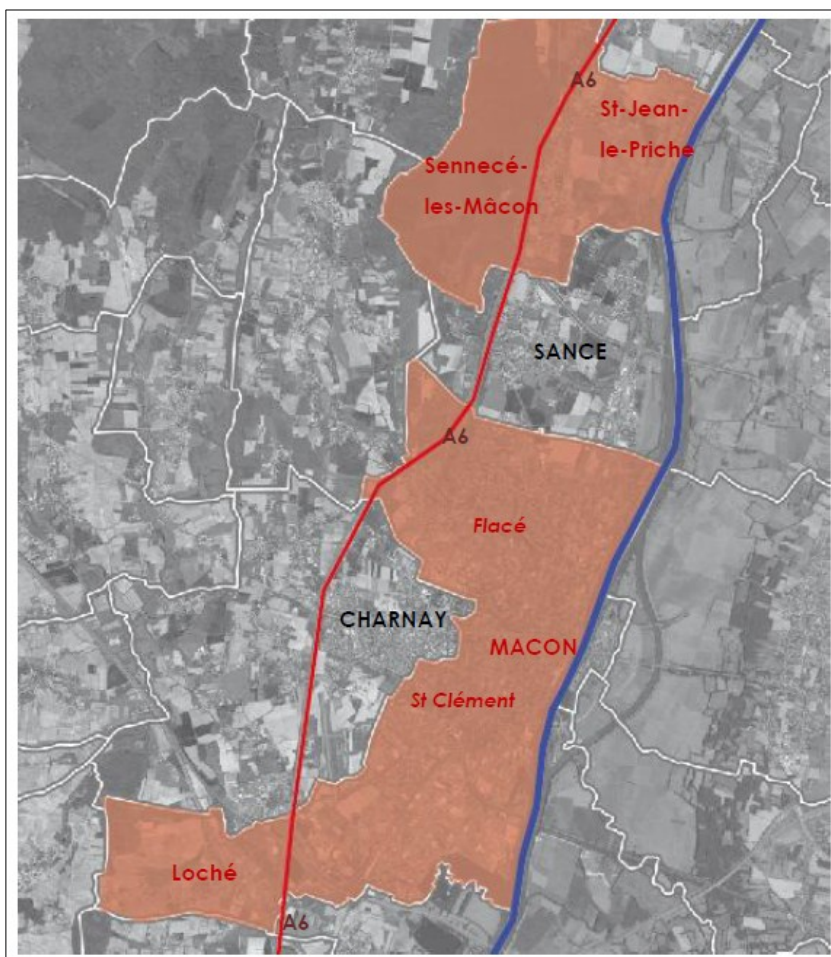 A6
St-Jean-
le-Priche
Sennecé-
les-Mâcon
SANCE
A6
Flacé
CHARNAY
MACON
St Clément
Loché
A6